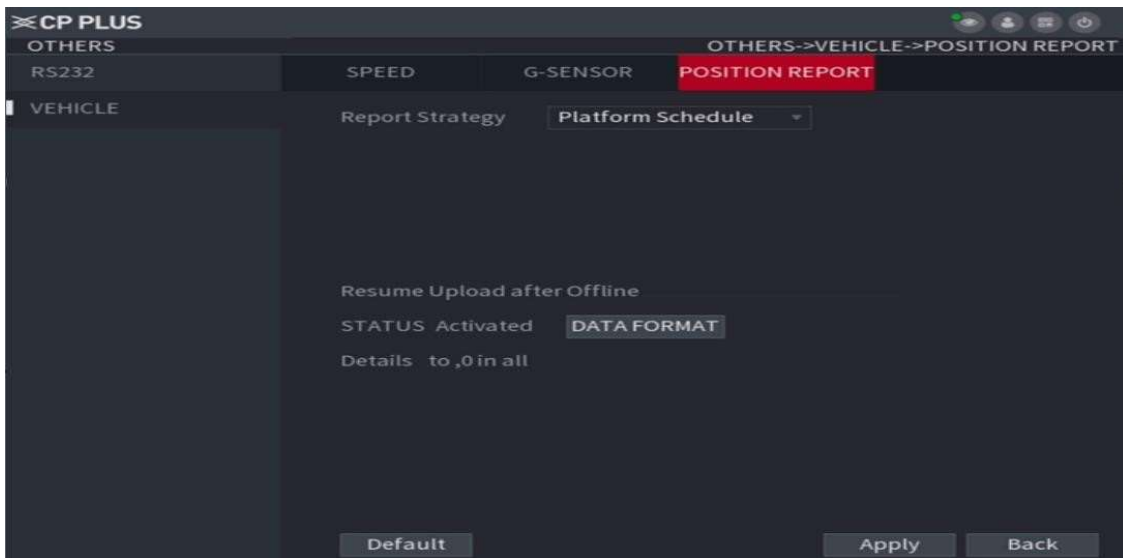 CP PLUS
OTHERS OTHERS->VEHICLE->POSITION REPORT
RS232 SPEED G-SENSOR POSITION REPORT
VEHICLE Report Strategy Platform Schedule
Resume Upload after Offline
STATUS Activated DATA FORMAT
Details to ,0 in all
Default Apply Back